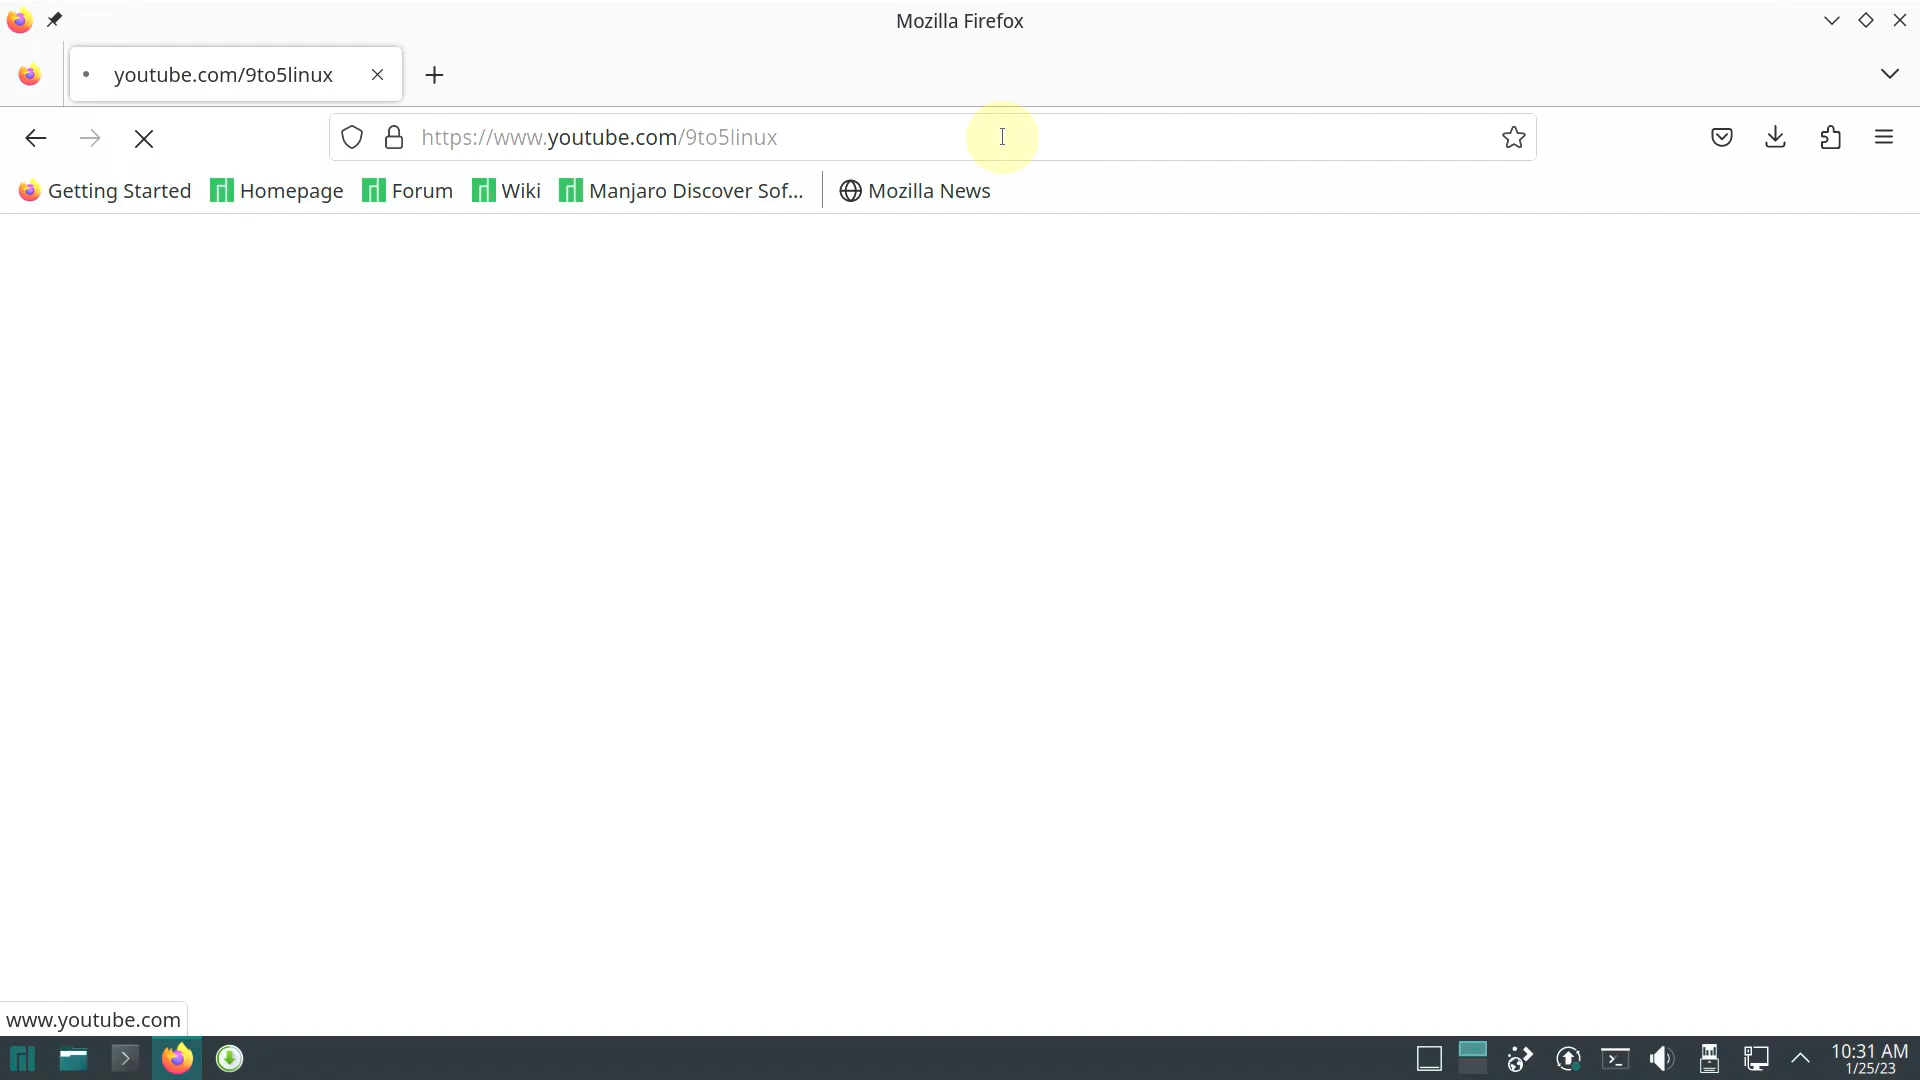 Mozilla Firefox
youtube.com/9to5linux
https://www.youtube.com/9to5linux
Getting Started Homepage Forum Wiki Manjaro Discover Sof... Mozilla News
www.youtube.com
10:31 AM
1/25/23